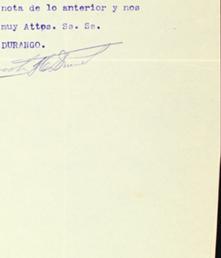 nota de lo anterior y nos
muy Attos. Ss. Ss.
DURANGO.